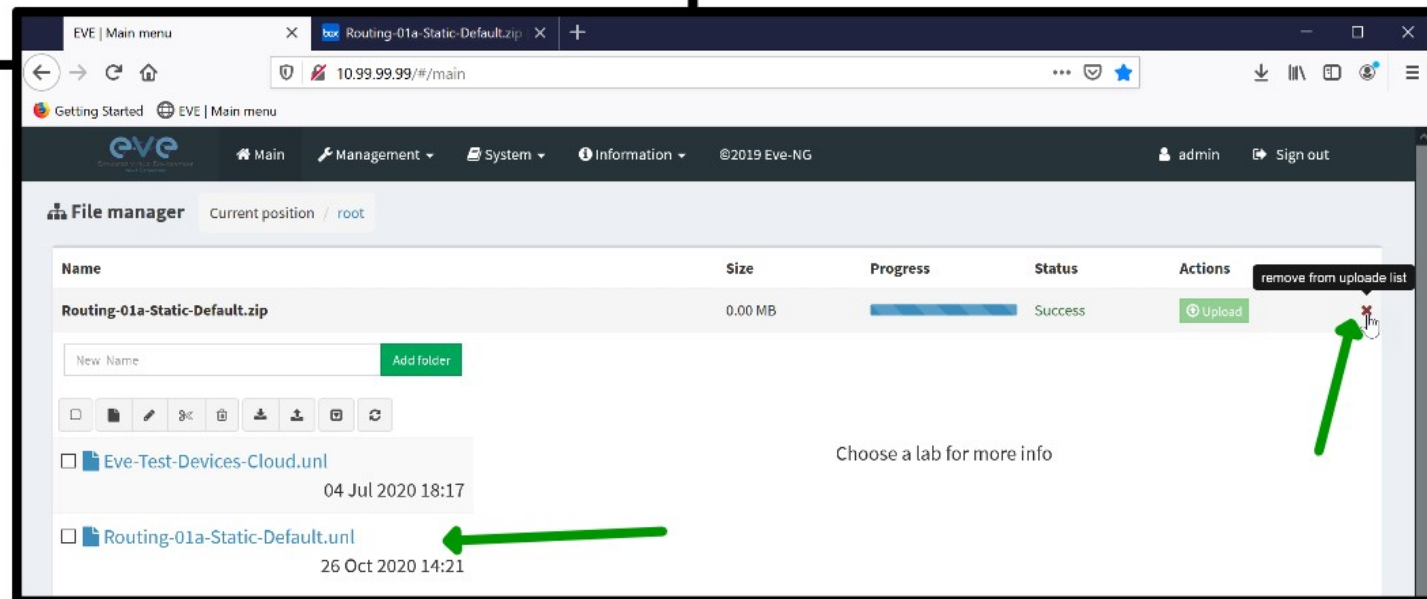 EVE | Main menu
box Routing-01a-Static-Default.zip
10.99.99.99/#/main
Getting Started EVE | Main menu
eve Main Management System Information ©2019 Eve-NG admin Sign out
File manager Current position / root
Name Size Progress Status Actions
remove from uploade list
Routing-01a-Static-Default.zip 0.00 MB Success Upload
New Name Add folder
Choose a lab for more info
Eve-Test-Devices-Cloud.unl
04 Jul 2020 18:17
Routing-01a-Static-Default.unl
26 Oct 2020 14:21